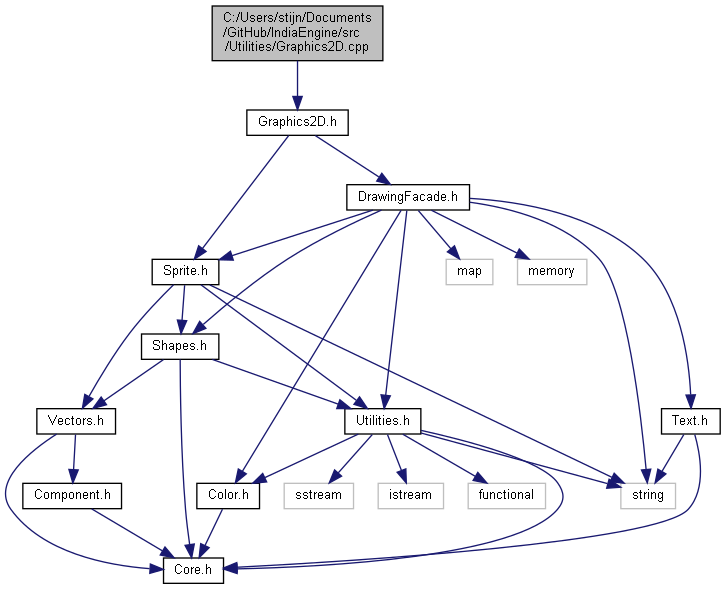 C:/Users/stijn/Documents
/GitHub/IndiaEngine/src
/Utilities/Graphics2D.cpp
Graphics2D.h
DrawingFacade.h
Sprite.h
map
memory
Shapes.h
Vectors.h
Utilities.h
Text.h
Component.h
Color.h
sstream
istream
functional
string
Core.h